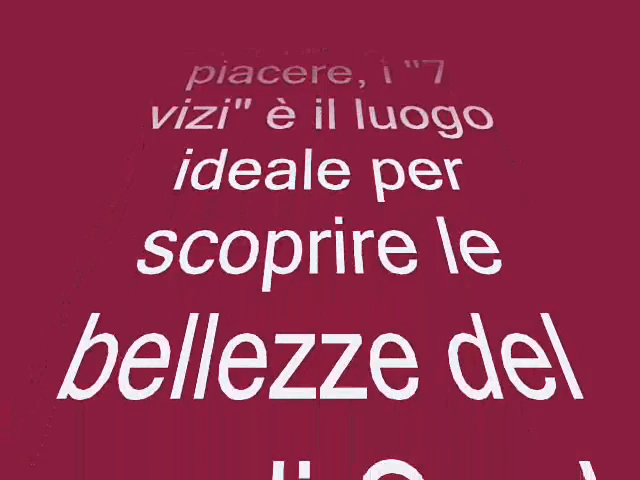 piacere, i "7
vizi" è il luogo
ideale per
scoprire le
bellezze del